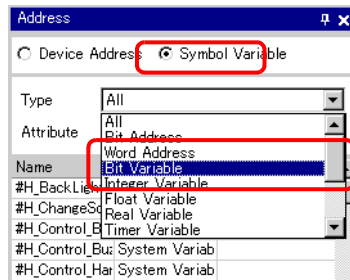 Address
Device Address Symbol Variable
Type All
Attribute
All
Bit Address
Word Address
Bit Variable
Integer Variable
Float Variable
Real Variable
Timer Variable
Name
#H_BackLigh
#H_ChangeSc
#H_Control_B
#H_Control_Buz System Variab
#H_Control_Har System Variab